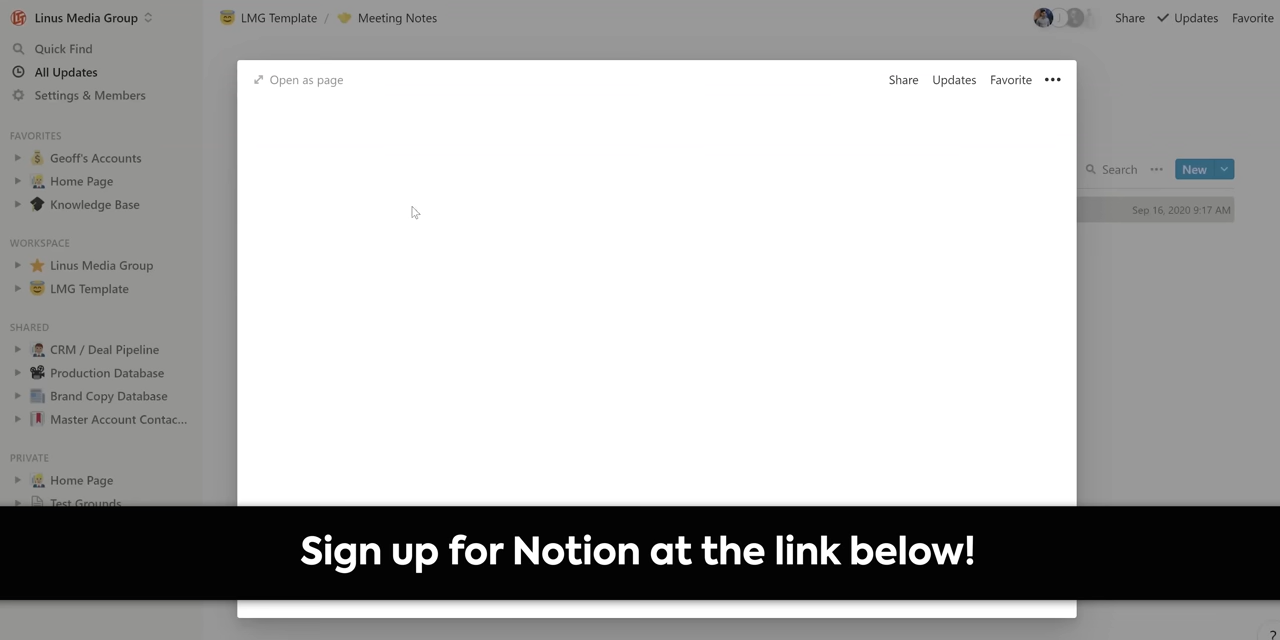 Linus Media Group
LMG Template / Meeting Notes
Share Updates Favorite
Quick Find
All Updates
Settings & Members
FAVORITES
Geoff's Accounts
Home Page
Knowledge Base
WORKSPACE
Linus Media Group
LMG Template
SHARED
CRM / Deal Pipeline
Production Database
Brand Copy Database
Master Account Contac...
PRIVATE
Home Page
Test Grounds
Open as page
Share Updates Favorite •••
Search ••• New
Sep 16, 2020 9:17 AM
Sign up for Notion at the link below!
?